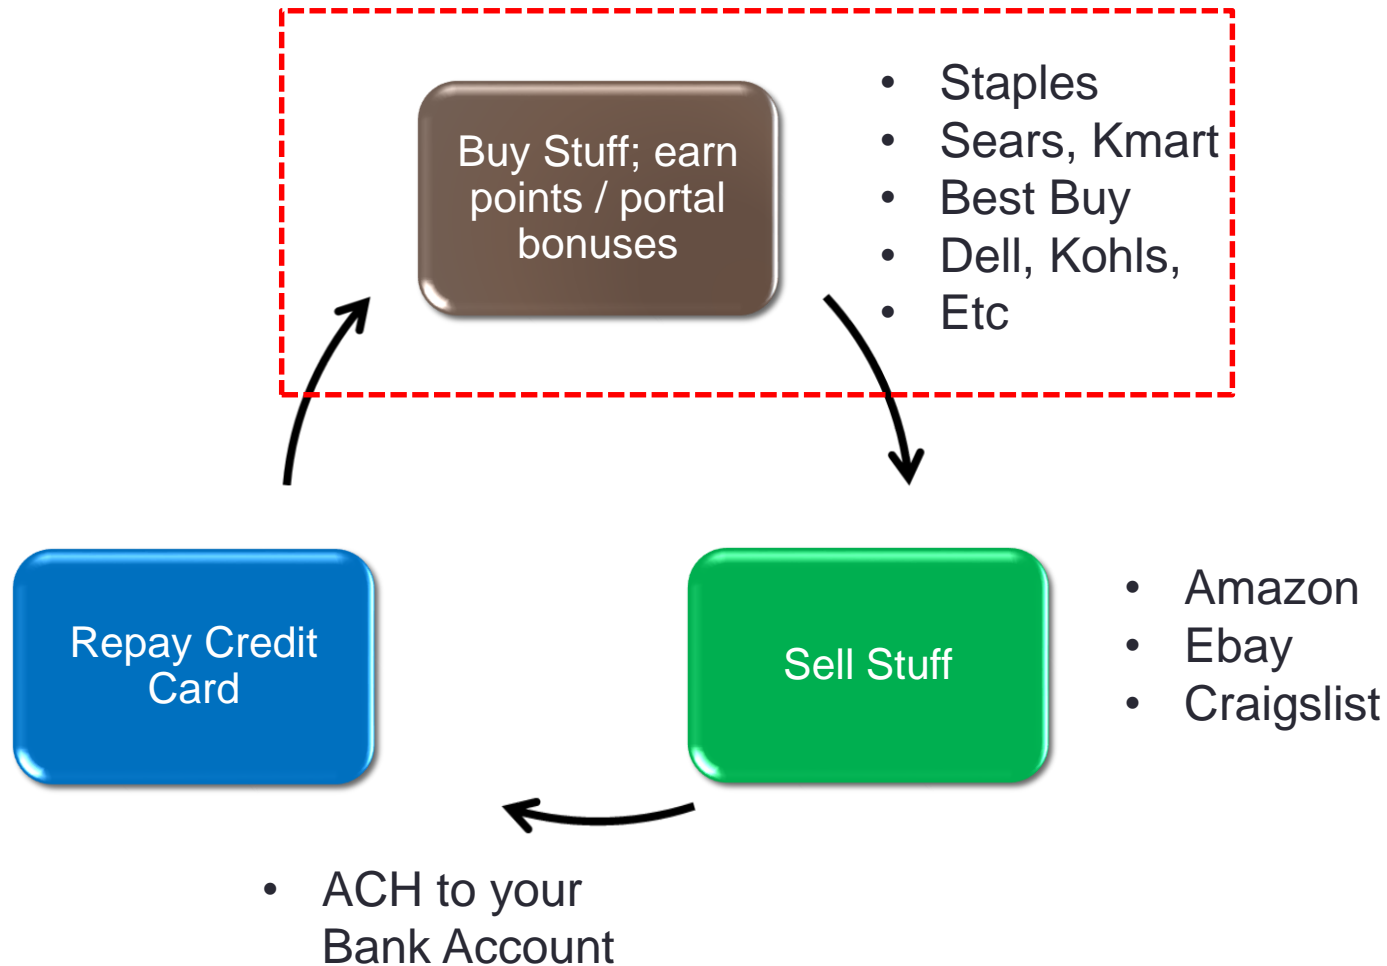 Buy Stuff; earn
points / portal
bonuses
• Staples
• Sears, Kmart
• Best Buy
• Dell, Kohls,
• Etc
Repay Credit
Card
Sell Stuff
• Amazon
• Ebay
• Craigslist
• ACH to your
Bank Account